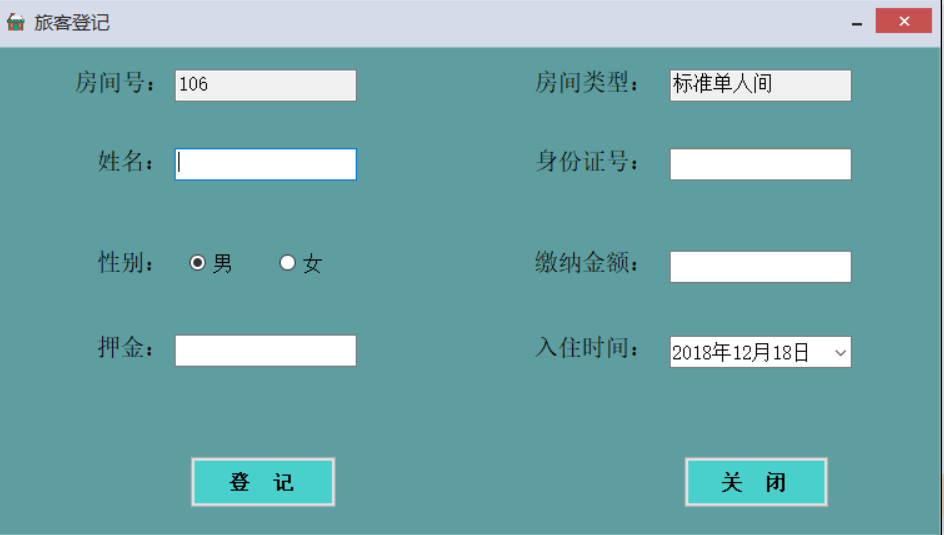 旅客登记
房间号： 106 房间类型： 标准单人间
姓名： 身份证号：
性别： 男 女 缴纳金额：
押金： 入住时间： 2018年12月18日
登 记 关 闭